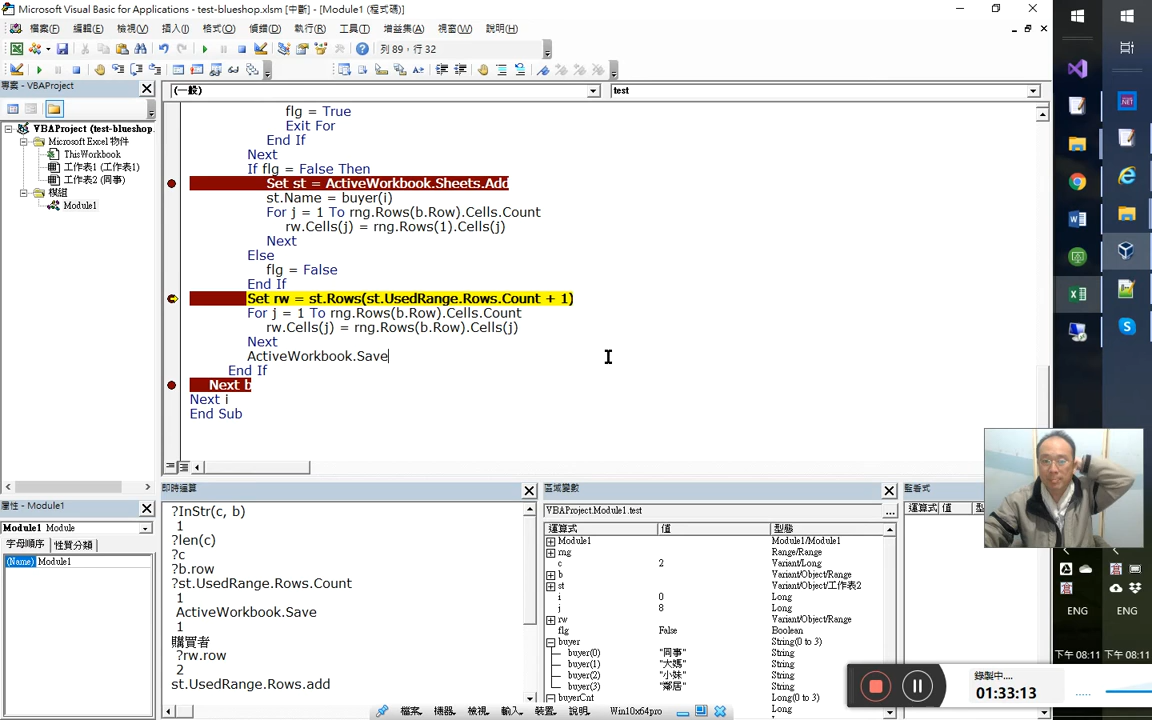 Microsoft Visual Basic for Applications - test-blueshop.xlsm [中斷] - [Module1 (程式碼)]
檔案(F) 編輯(E) 檢視(V) 插入(I) 格式(O) 偵錯(D) 執行(R) 工具(T) 增益集(A) 視窗(W) 說明(H)
列 89，行 32
專案 - VBAProject
(一般) test
VBAProject (test-blueshop.
Microsoft Excel 物件
ThisWorkbook
工作表1 (工作表1)
工作表2 (同事)
模組
Module1
flg = True
Exit For
End If
Next
If flg = False Then
Set st = ActiveWorkbook.Sheets.Add
st.Name = buyer(i)
For j = 1 To rng.Rows(b.Row).Cells.Count
rw.Cells(j) = rng.Rows(1).Cells(j)
Next
Else
flg = False
End If
Set rw = st.Rows(st.UsedRange.Rows.Count + 1)
For j = 1 To rng.Rows(b.Row).Cells.Count
rw.Cells(j) = rng.Rows(b.Row).Cells(j)
Next
ActiveWorkbook.Save
End If
Next b
Next i
End Sub
屬性 - Module1
Module1 Module
字母順序 性質分類
(Name) Module1
即時運算
?InStr(c, b)
1
?len(c)
?c
?b.row
?st.UsedRange.Rows.Count
1
ActiveWorkbook.Save
1
購買者
?rw.row
2
st.UsedRange.Rows.add
區域變數
VBAProject.Module1.test
運算式 值 型態
Module1 Module1/Module1
rng Range/Range
c 2 Variant/Long
b Variant/Object/Range
st Variant/Object/工作表2
i 0 Long
j 8 Long
rw Variant/Object/Range
flg False Boolean
buyer String(0 to 3)
buyer(0) "同事" String
buyer(1) "大媽" String
buyer(2) "小妹" String
buyer(3) "鄰居" String
buyerCnt Long(0 to 3)
Long
監看式
運算式 值
檔案 機器 檢視 輸入 裝置 說明 Win10x64pro
錄製中....
01:33:13
ENG ENG
下午 08:11 下午 08:11